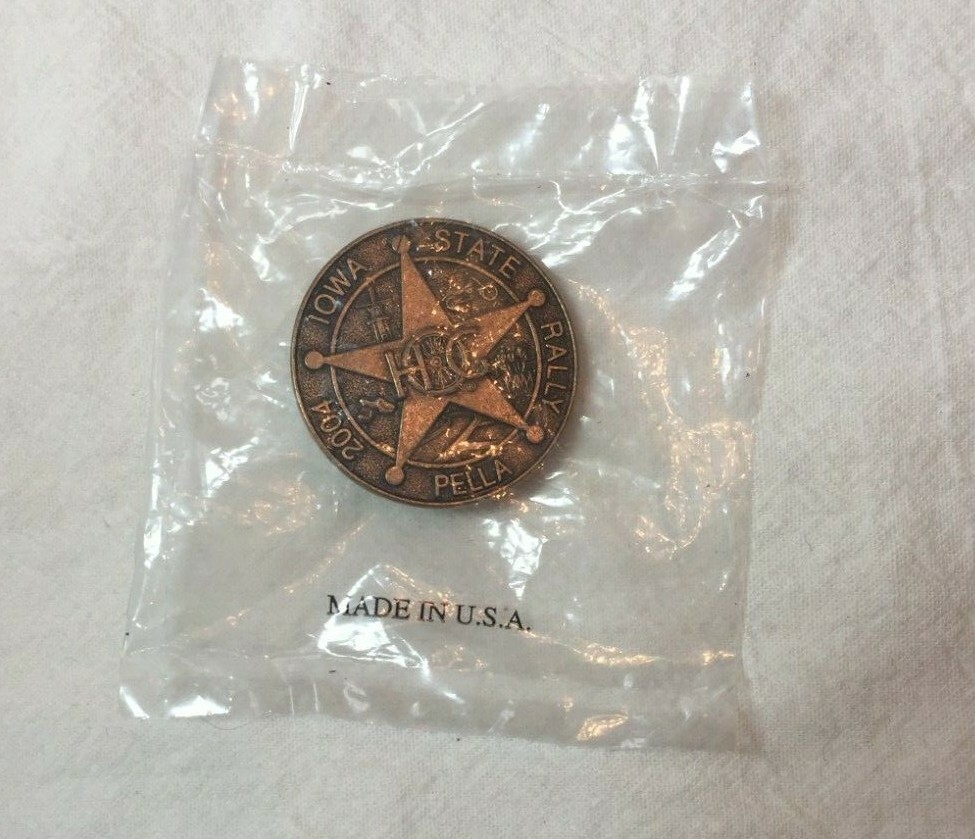 IOWA STATE RALLY
HOG
PELLA
2004
MADE IN U.S.A.